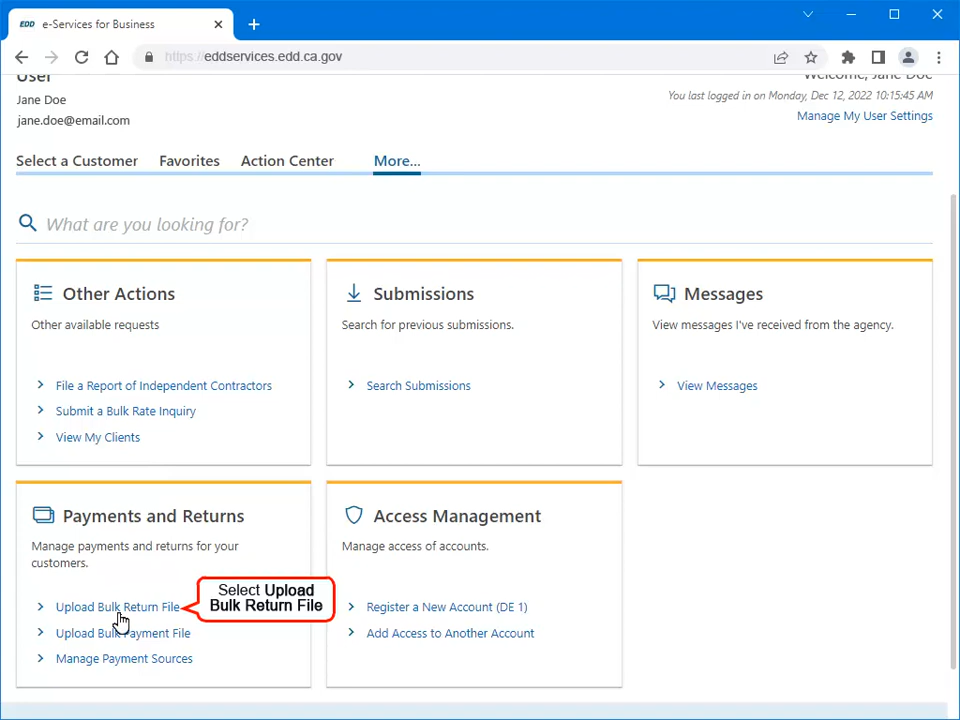 EDD e-Services for Business
https://eddservices.edd.ca.gov
User
Welcome, Jane Doe
Jane Doe
You last logged in on Monday, Dec 12, 2022 10:15:45 AM
jane.doe@email.com
Manage My User Settings
Select a Customer Favorites Action Center More...
What are you looking for?
Other Actions
Other available requests
File a Report of Independent Contractors
Submit a Bulk Rate Inquiry
View My Clients
Submissions
Search for previous submissions.
Search Submissions
Messages
View messages I've received from the agency.
View Messages
Payments and Returns
Manage payments and returns for your
customers.
Upload Bulk Return File
Upload Bulk Payment File
Manage Payment Sources
Select Upload
Bulk Return File
Access Management
Manage access of accounts.
Register a New Account (DE 1)
Add Access to Another Account